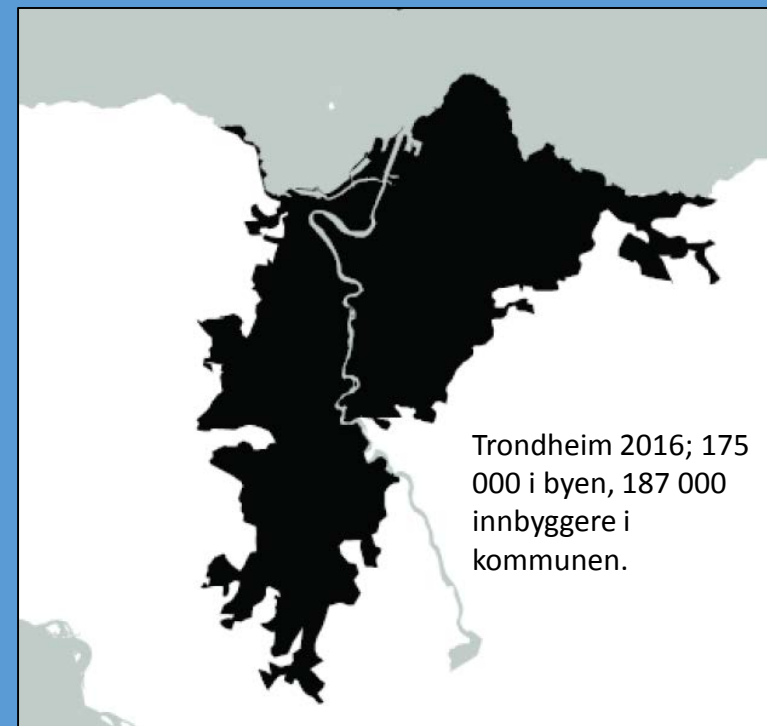 Trondheim 2016; 175
000 i byen, 187 000
innbyggere i
kommunen.